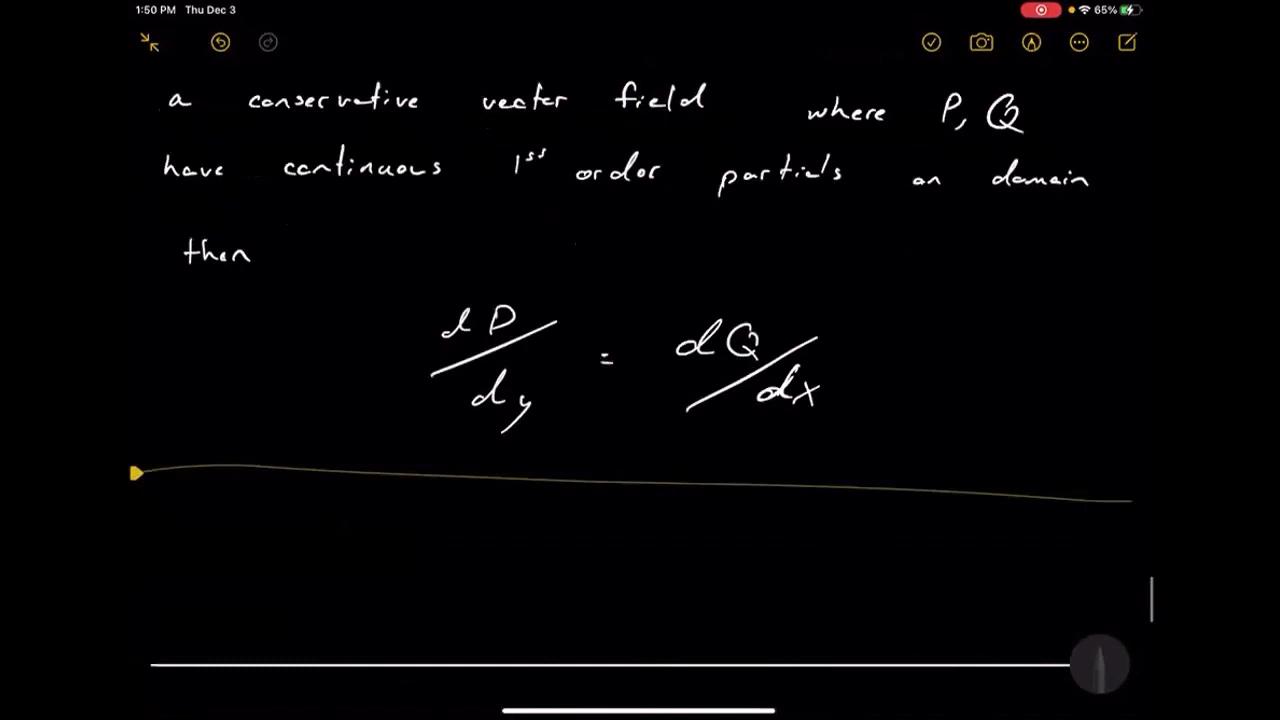 1:50 PM Thu Dec 3
65%
a conservative vector field where P, Q
have continuous 1st order partials on domain
then
dP/dy = dQ/dx